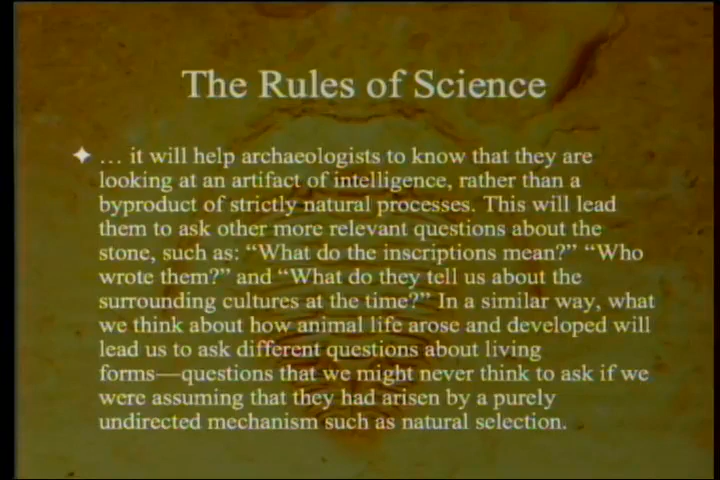 The Rules of Science
… it will help archaeologists to know that they are
looking at an artifact of intelligence, rather than a
byproduct of strictly natural processes. This will lead
them to ask other more relevant questions about the
stone, such as: “What do the inscriptions mean?” “Who
wrote them?” and “What do they tell us about the
surrounding cultures at the time?” In a similar way, what
we think about how animal life arose and developed will
lead us to ask different questions about living
forms—questions that we might never think to ask if we
were assuming that they had arisen by a purely
undirected mechanism such as natural selection.